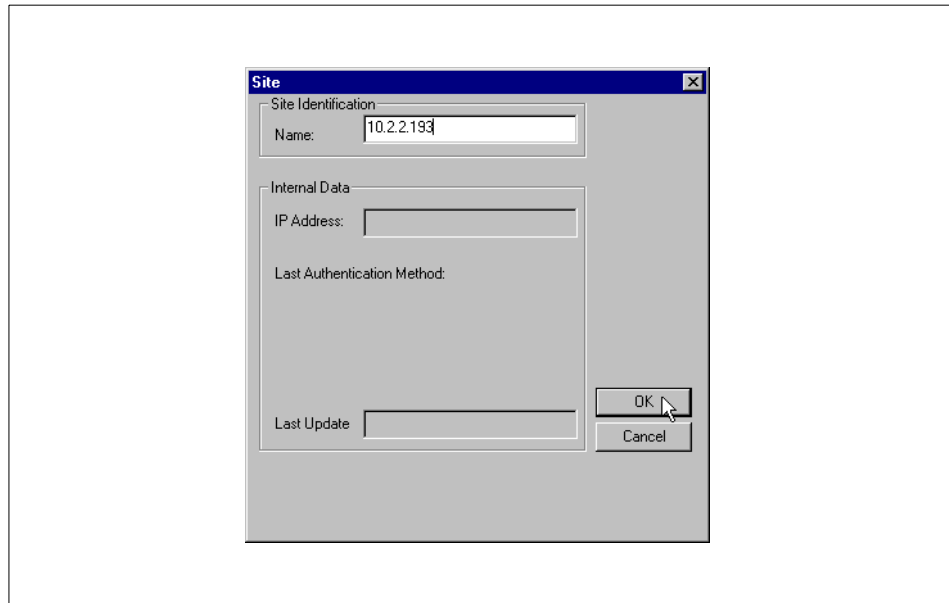 Site
Site Identification
Name: 10.2.2.193
Internal Data
IP Address:
Last Authentication Method:
Last Update
OK
Cancel